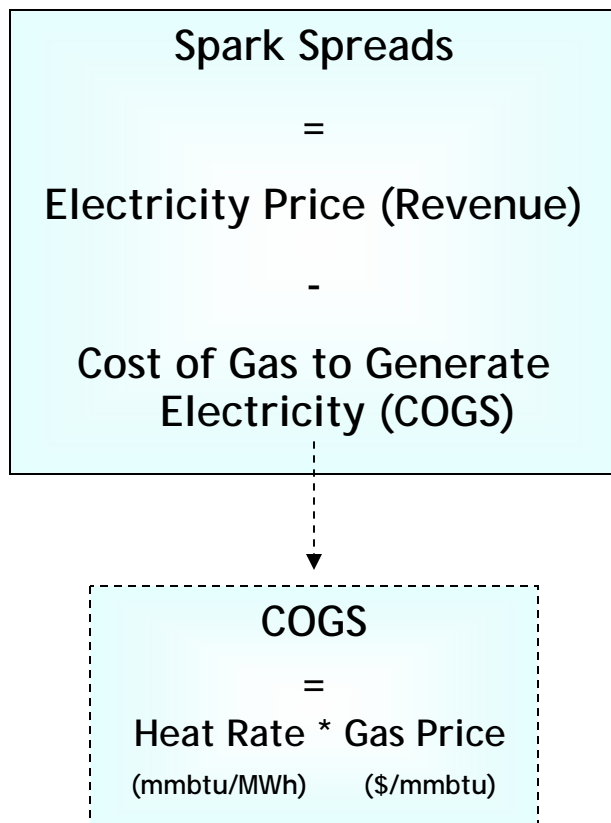 Spark Spreads
=
Electricity Price (Revenue)
-
Cost of Gas to Generate
Electricity (COGS)
COGS
=
Heat Rate * Gas Price
(mmbtu/MWh) ($/mmbtu)